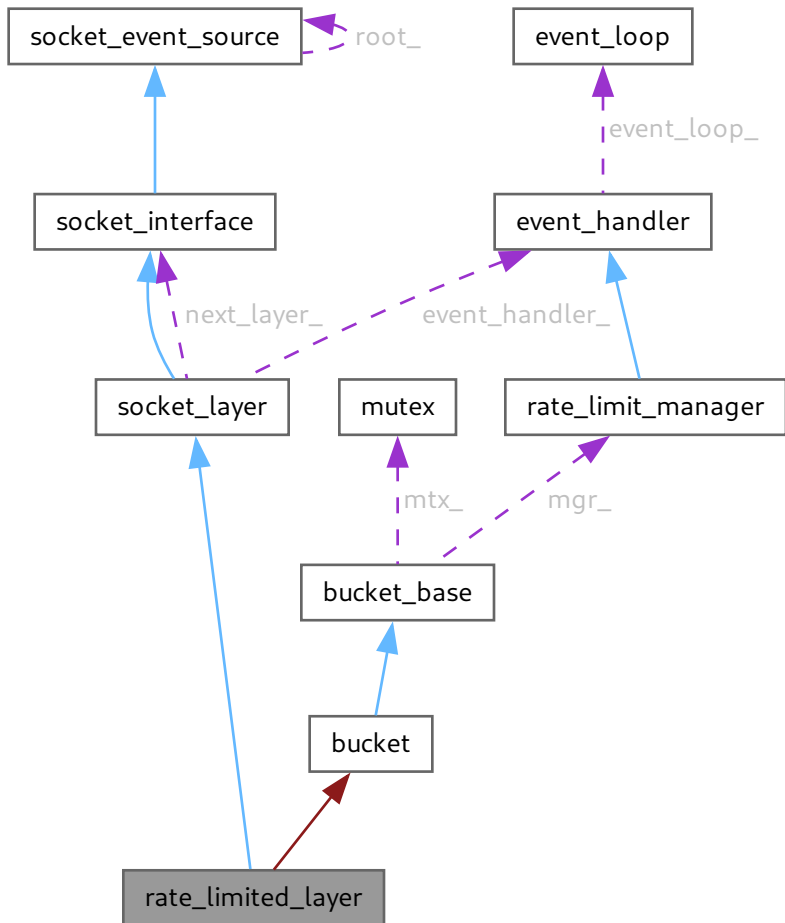 socket_event_source
root_
event_loop
event_loop_
socket_interface
event_handler
next_layer_
event_handler_
socket_layer
mutex
rate_limit_manager
mtx_
mgr_
bucket_base
bucket
rate_limited_layer